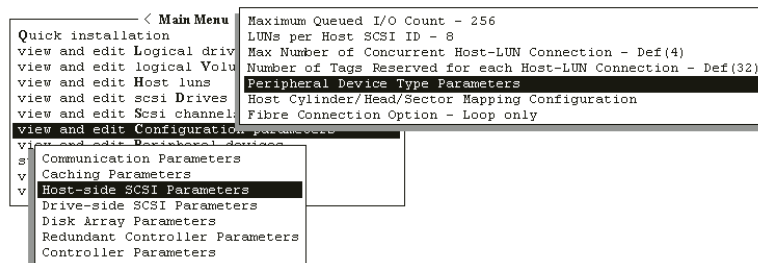 < Main Menu
Quick installation
view and edit Logical driv
view and edit logical Volu
view and edit Host luns
view and edit scsi Drives
view and edit Scsi channels
view and edit Configuration parameters
view and edit Peripheral devices
s
v
v
Maximum Queued I/O Count - 256
LUNs per Host SCSI ID - 8
Max Number of Concurrent Host-LUN Connection - Def(4)
Number of Tags Reserved for each Host-LUN Connection - Def(32)
Peripheral Device Type Parameters
Host Cylinder/Head/Sector Mapping Configuration
Fibre Connection Option - Loop only
Communication Parameters
Caching Parameters
Host-side SCSI Parameters
Drive-side SCSI Parameters
Disk Array Parameters
Redundant Controller Parameters
Controller Parameters